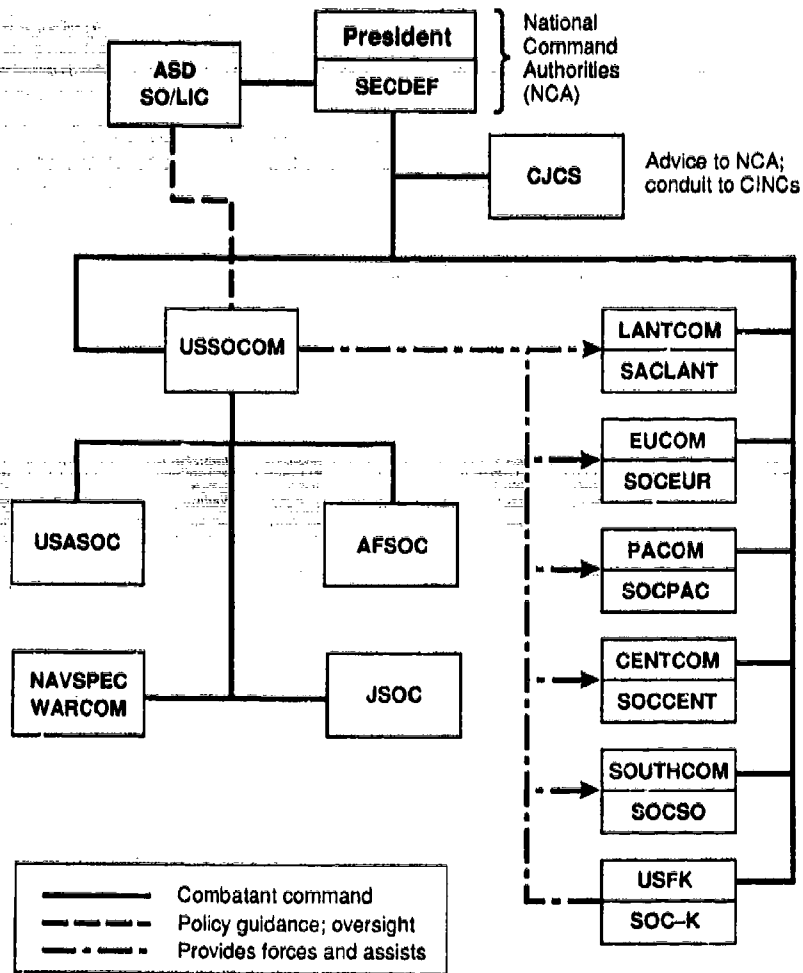 President
SECDEF
National
Command
Authorities
(NCA)
ASD
SO/LIC
CJCS
Advice to NCA;
conduit to CINCs
USSOCOM
LANTCOM
SACLANT
EUCOM
SOCEUR
USASOC
AFSOC
PACOM
SOCPAC
NAVSPEC
WARCOM
JSOC
CENTCOM
SOCCENT
SOUTHCOM
SOCSO
USFK
SOC–K
Combatant command
Policy guidance; oversight
Provides forces and assists